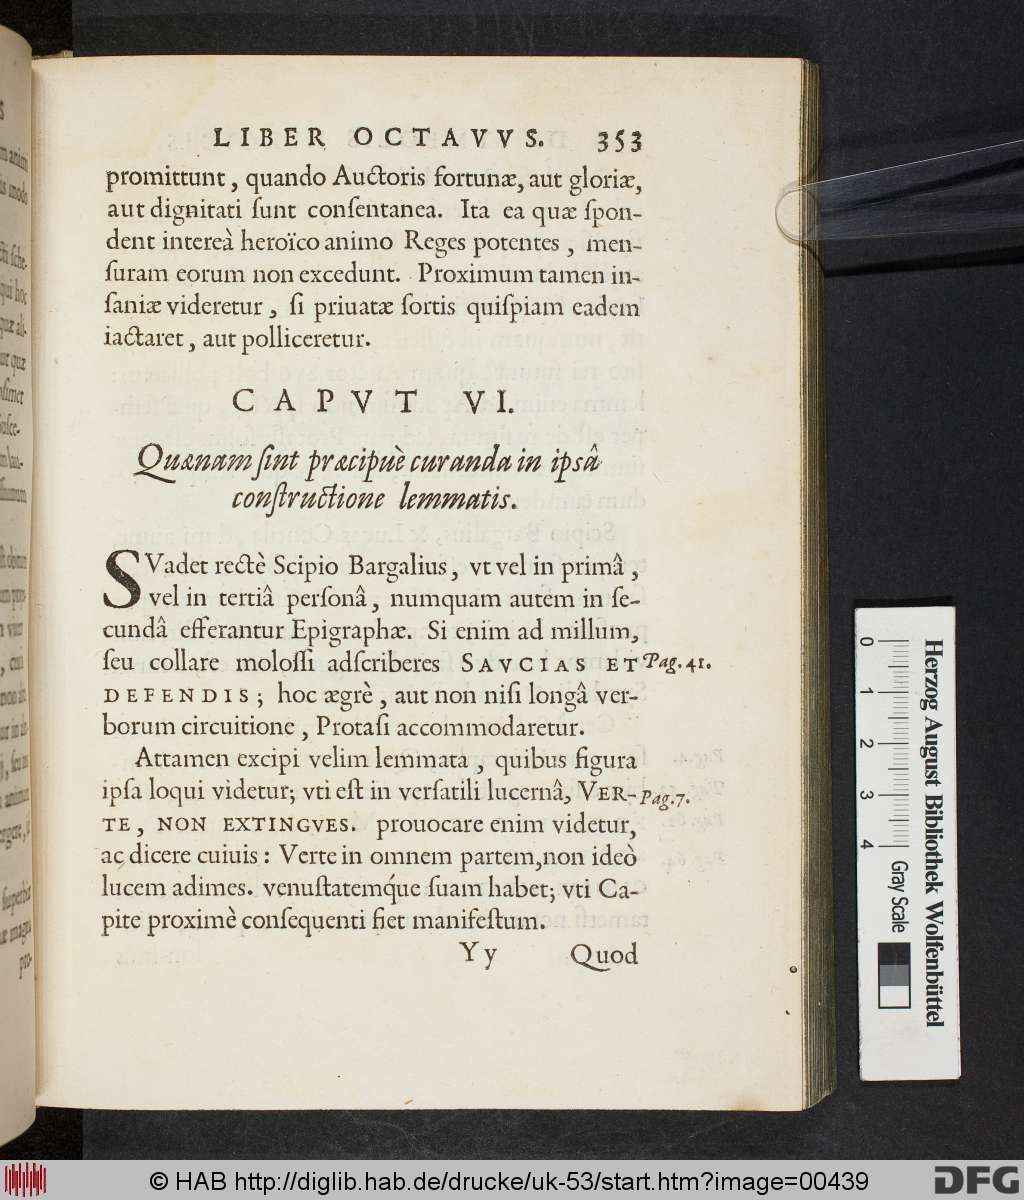 LIBER OCTAVVS. 353
promittunt, quando Auctoris fortunæ, aut gloriæ,
aut dignitati ſunt conſentanea. Ita ea quæ ſpon-
dent intereà heroïco animo Reges potentes, men-
ſuram eorum non excedunt. Proximum tamen in-
ſaniæ videretur, ſi priuatæ ſortis quiſpiam eadem
iactaret, aut polliceretur.
CAPVT VI.
Quænam ſint præcipuè curanda in ipsâ
conſtructione lemmatis.
SVadet rectè Scipio Bargalius, vt vel in primâ,
vel in tertiâ perſonâ, numquam autem in ſe-
cundâ efferantur Epigraphæ. Si enim ad millum,
ſeu collare moloſſi adſcriberes SAVCIAS ET
Pag. 41.
DEFENDIS; hoc ægrè, aut non niſi longâ ver-
borum circuitione, Protaſi accommodaretur.
Attamen excipi velim lemmata, quibus figura
ipſa loqui videtur; vti eſt in verſatili lucernâ, VER-
Pag. 7.
TE, NON EXTINGVES. prouocare enim videtur,
ac dicere cuiuis: Verte in omnem partem, non ideò
lucem adimes. venuſtatemq́ue ſuam habet; vti Ca-
pite proximè conſequenti fiet manifeſtum.
Yy Quod
0 1 2 3 4
Herzog August Bibliothek Wolfenbüttel
Gray Scale
© HAB http://diglib.hab.de/drucke/uk-53/start.htm?image=00439
DFG